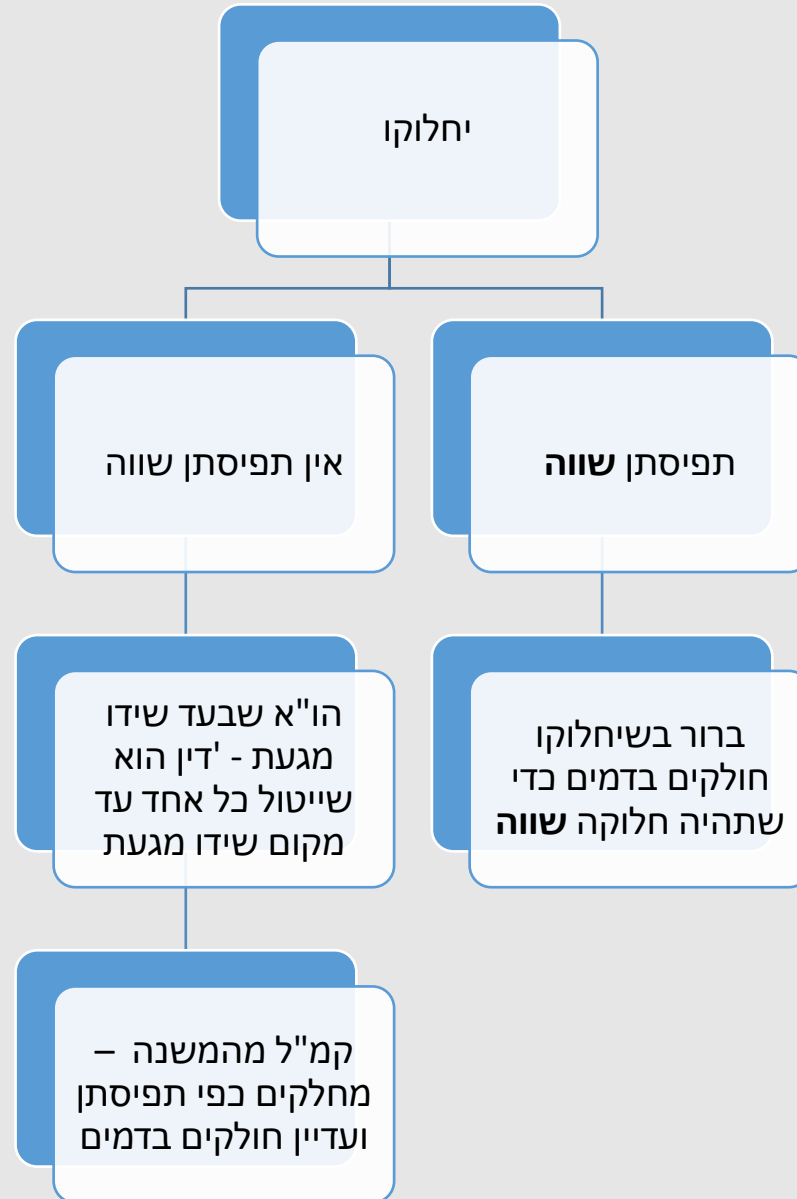 יחלוקו
תפיסתן שווה
אין תפיסתן שווה
ברור בשיחלוקו
חולקים בדמים כדי
שתהיה חלוקה שווה
הו"א שבעד שידו
מגעת - 'דין הוא
שייטול כל אחד עד
מקום שידו מגעת
קמ"ל מהמשנה –
מחלקים כפי תפיסתן
ועדיין חולקים בדמים